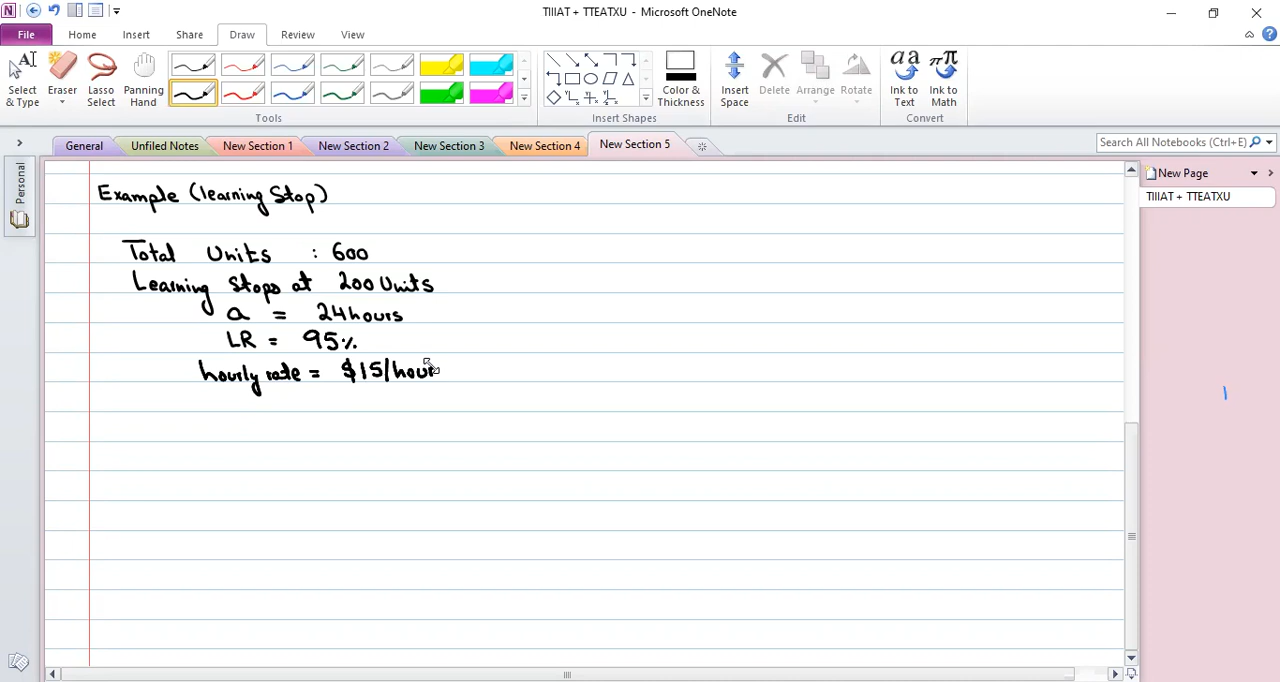 TIIIAT + TTEATXU - Microsoft OneNote
File Home Insert Share Draw Review View
Select & Type
Eraser
Lasso Select
Panning Hand
Color & Thickness
Insert Space
Delete
Arrange
Rotate
Ink to Text
Ink to Math
Tools Insert Shapes Edit Convert
General Unfiled Notes New Section 1 New Section 2 New Section 3 New Section 4 New Section 5
Search All Notebooks (Ctrl+E)
Personal
New Page
TIIIAT + TTEATXU
Example (learning Stop)
Total Units : 600
Learning Stops at 200 Units
a = 24 hours
LR = 95%
hourly rate = $15/hour